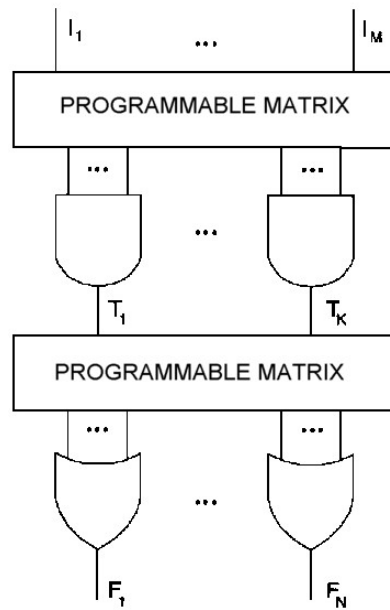 I1 ... IM
PROGRAMMABLE MATRIX
... ...
...
T1 TK
PROGRAMMABLE MATRIX
... ...
...
F1 FN